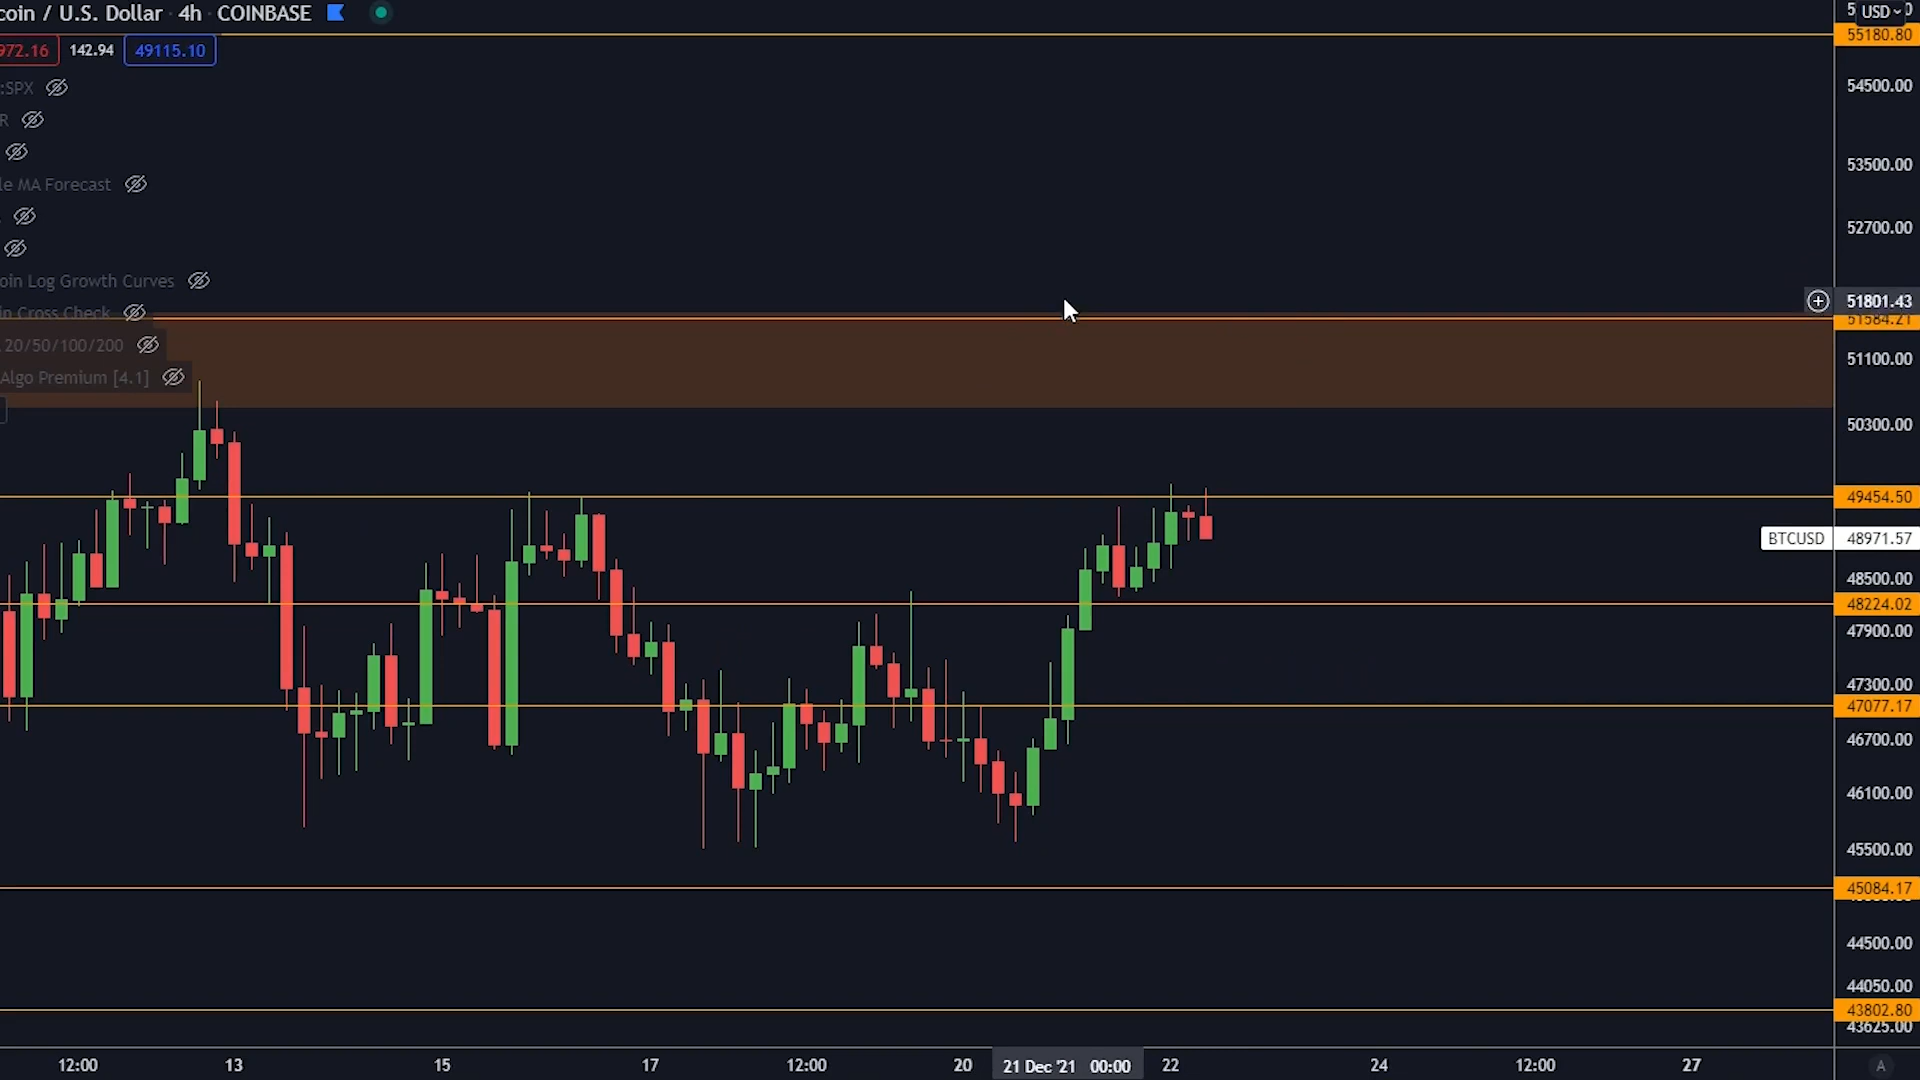 coin / U.S. Dollar · 4h · COINBASE
972.16 142.94 49115.10
:SPX
R
le MA Forecast
oin Log Growth Curves
in Cross Check
20/50/100/200
Algo Premium [4.1]
USD
55180.80
54500.00
53500.00
52700.00
51801.43
51584.21
51100.00
50300.00
49454.50
BTCUSD 48971.57
48500.00
48224.02
47900.00
47300.00
47077.17
46700.00
46100.00
45500.00
45084.17
44500.00
44050.00
43802.80
43625.00
12:00 13 15 17 12:00 20 21 Dec '21 00:00 22 24 12:00 27 A